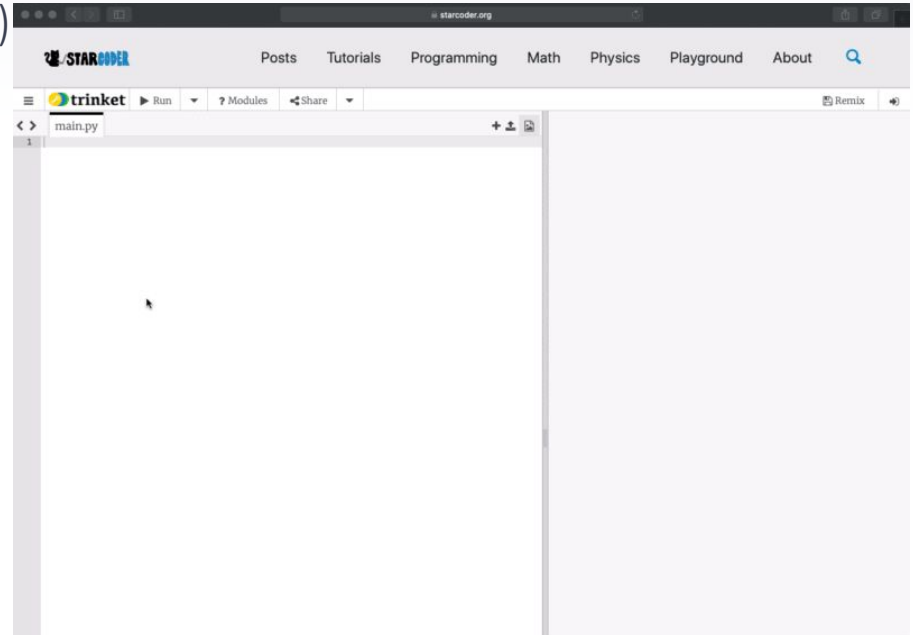 )
starcoder.org
STARCODER
Posts Tutorials Programming Math Physics Playground About
trinket Run ? Modules Share Remix
main.py
1